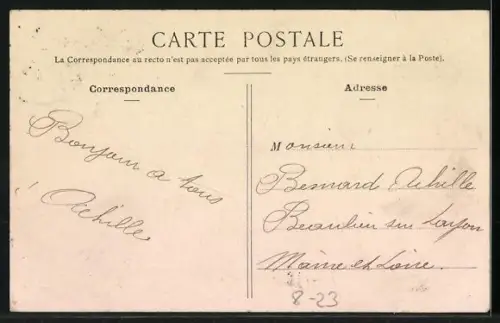 CARTE POSTALE
La Correspondance au recto n'est pas acceptée par tous les pays étrangers. (Se renseigner à la Poste).
Correspondance
Bonjour a tous
Achille
Adresse
Monsieur
Besnard Achille
Beaulieu sur Layon
Maine et Loire.
8-23